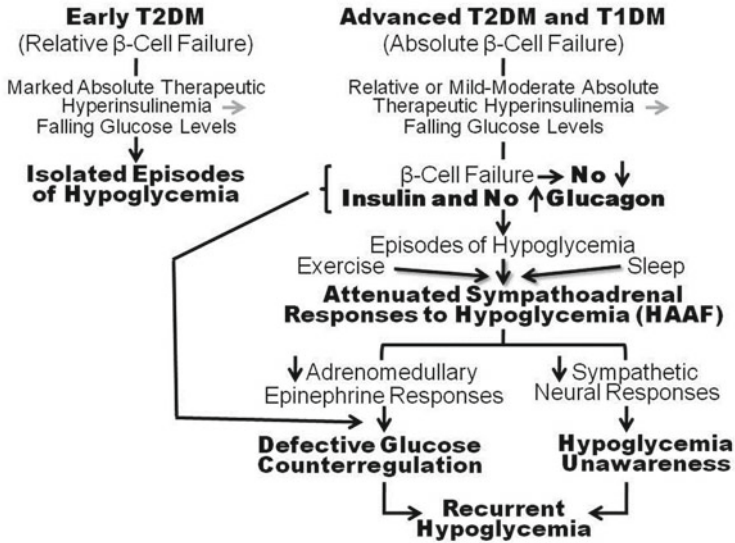 Early T2DM
(Relative β-Cell Failure)
Marked Absolute Therapeutic
Hyperinsulinemia →
Falling Glucose Levels
Isolated Episodes
of Hypoglycemia
Advanced T2DM and T1DM
(Absolute β-Cell Failure)
Relative or Mild-Moderate Absolute
Therapeutic Hyperinsulinemia →
Falling Glucose Levels
β-Cell Failure → No ↓
Insulin and No ↑ Glucagon
Episodes of Hypoglycemia
Exercise
Sleep
Attenuated Sympathoadrenal
Responses to Hypoglycemia (HAAF)
↓ Adrenomedullary
Epinephrine Responses
↓ Sympathetic
Neural Responses
Defective Glucose
Counterregulation
Hypoglycemia
Unawareness
Recurrent
Hypoglycemia